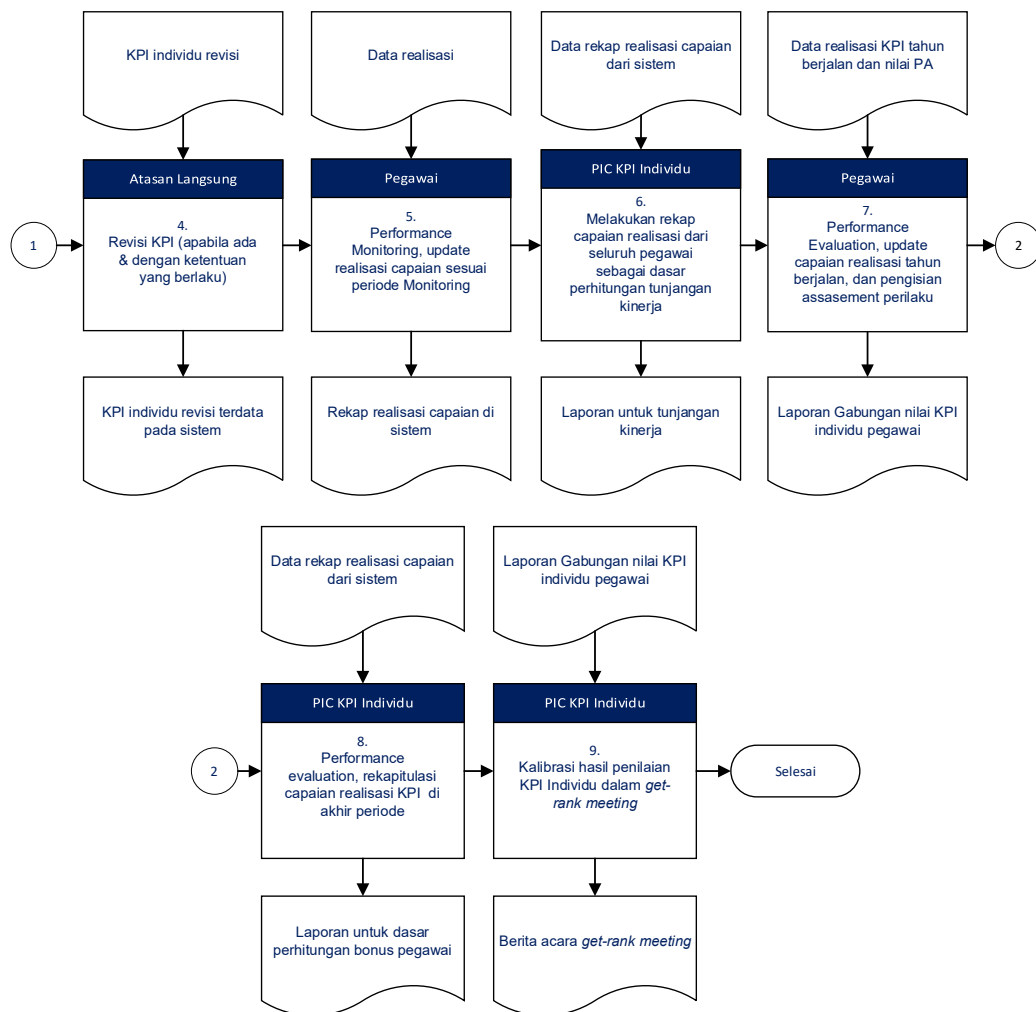 KPI individu revisi
Data realisasi
Data rekap realisasi capaian
dari sistem
Data realisasi KPI tahun
berjalan dan nilai PA
1
Atasan Langsung
4.
Revisi KPI (apabila ada
& dengan ketentuan
yang berlaku)
Pegawai
5.
Performance
Monitoring, update
realisasi capaian sesuai
periode Monitoring
PIC KPI Individu
6.
Melakukan rekap
capaian realisasi dari
seluruh pegawai
sebagai dasar
perhitungan tunjangan
kinerja
Pegawai
7.
Performance
Evaluation, update
capaian realisasi tahun
berjalan, dan pengisian
assasement perilaku
2
KPI individu revisi terdata
pada sistem
Rekap realisasi capaian di
sistem
Laporan untuk tunjangan
kinerja
Laporan Gabungan nilai KPI
individu pegawai
Data rekap realisasi capaian
dari sistem
Laporan Gabungan nilai KPI
individu pegawai
2
PIC KPI Individu
8.
Performance
evaluation, rekapitulasi
capaian realisasi KPI di
akhir periode
PIC KPI Individu
9.
Kalibrasi hasil penilaian
KPI Individu dalam get-
rank meeting
Selesai
Laporan untuk dasar
perhitungan bonus pegawai
Berita acara get-rank meeting